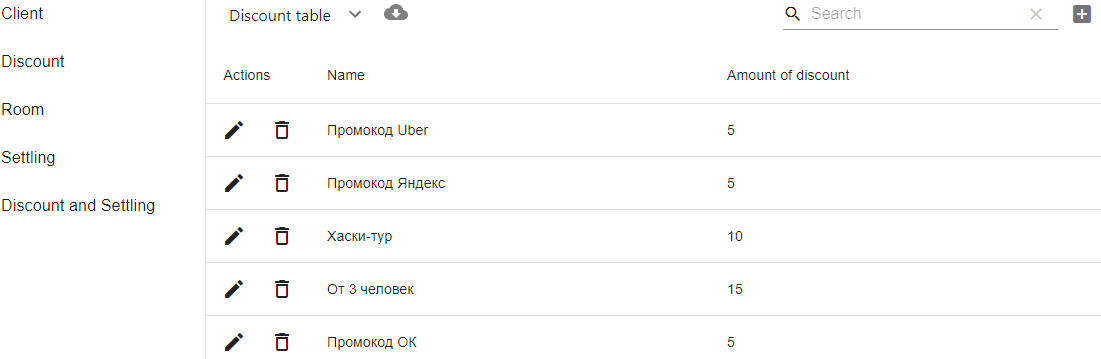 Client
Discount
Room
Settling
Discount and Settling
Discount table
Search
Actions Name Amount of discount
Промокод Uber 5
Промокод Яндекс 5
Хаски-тур 10
От 3 человек 15
Промокод ОК 5